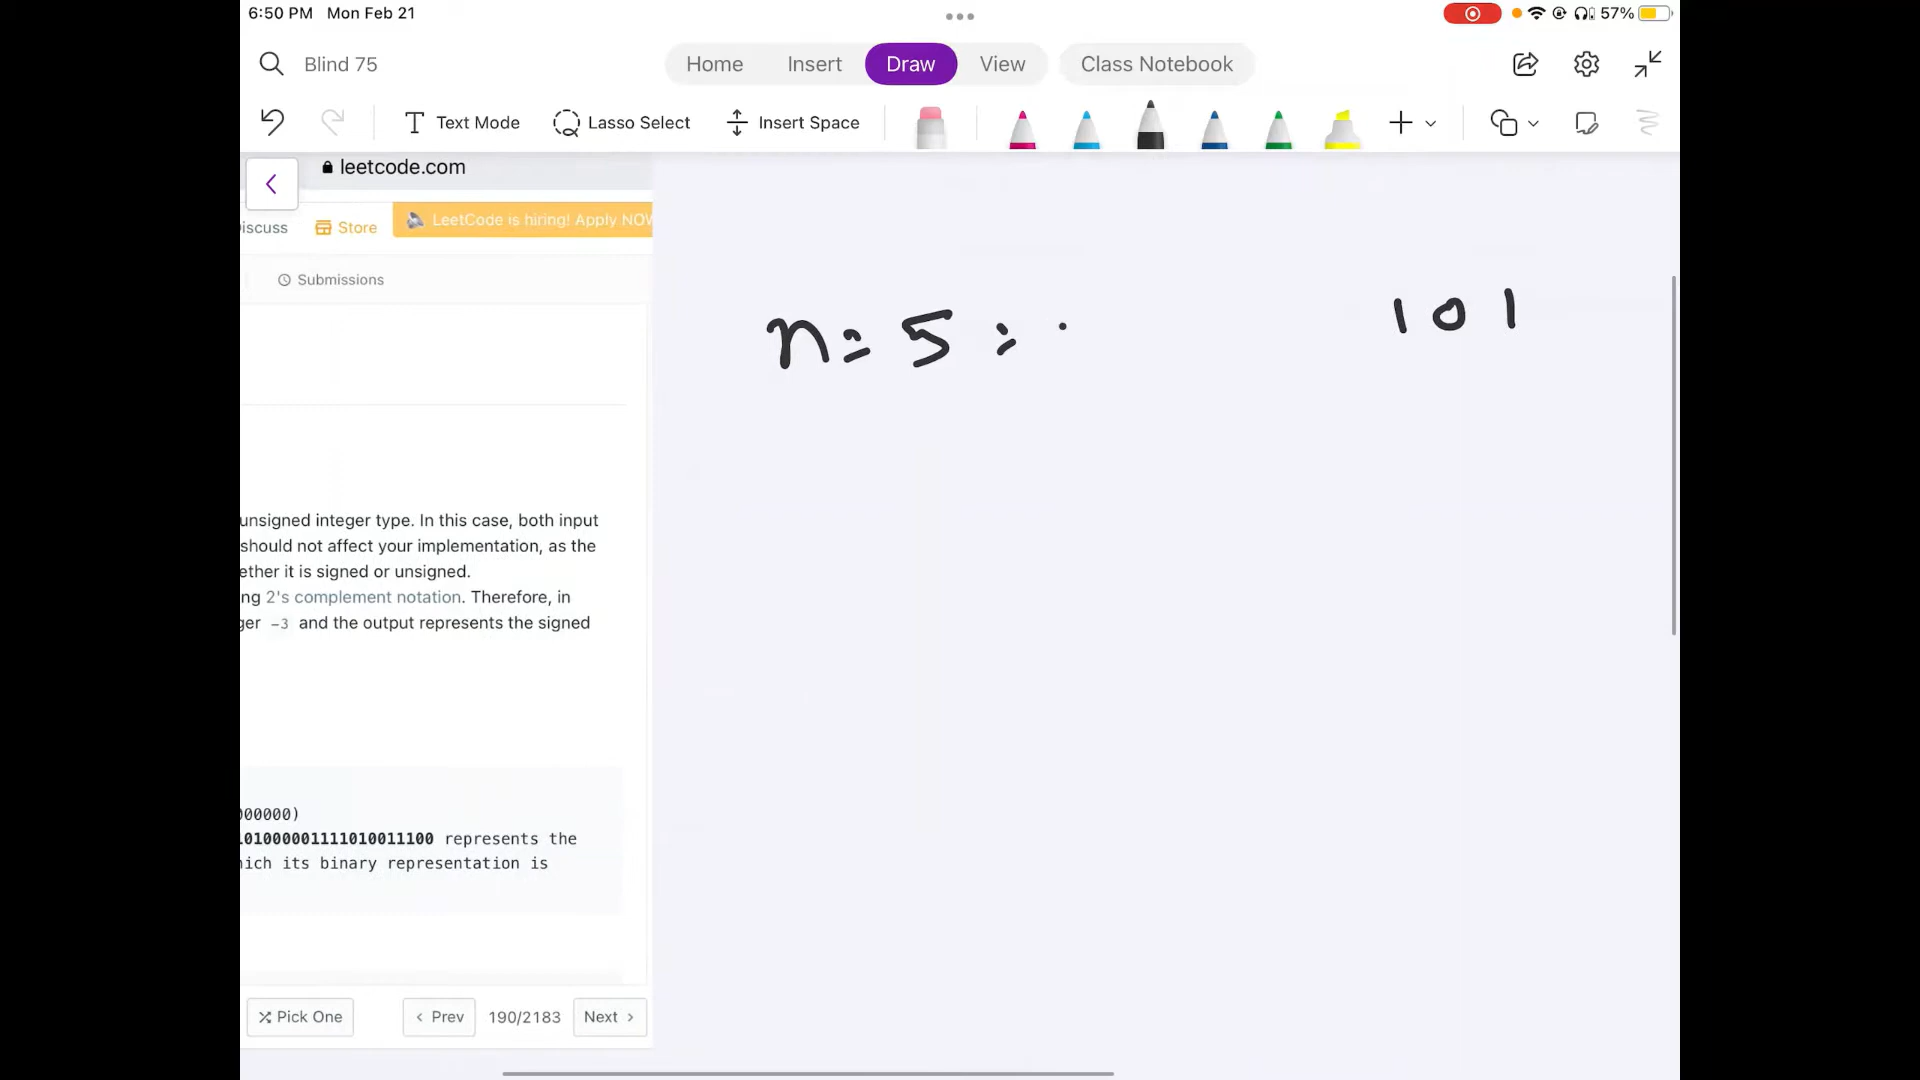 6:50 PM Mon Feb 21
57%
Blind 75
Home Insert Draw View Class Notebook
Text Mode Lasso Select Insert Space
leetcode.com
iscuss Store LeetCode is hiring! Apply NOW
Submissions
n = 5 = 101
unsigned integer type. In this case, both input
should not affect your implementation, as the
ether it is signed or unsigned.
ng 2's complement notation. Therefore, in
ger -3 and the output represents the signed
000000)
101000001111010011100 represents the
hich its binary representation is
Pick One < Prev 190/2183 Next >